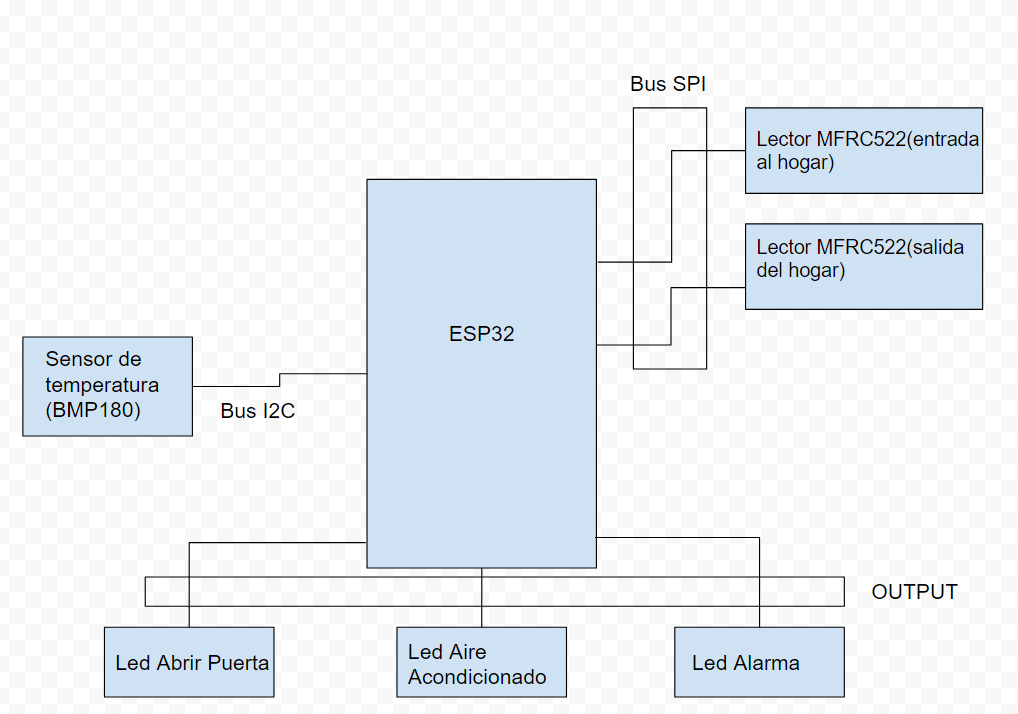 Bus SPI
Lector MFRC522(entrada
al hogar)
Lector MFRC522(salida
del hogar)
ESP32
Sensor de
temperatura
(BMP180)
Bus I2C
OUTPUT
Led Abrir Puerta
Led Aire
Acondicionado
Led Alarma